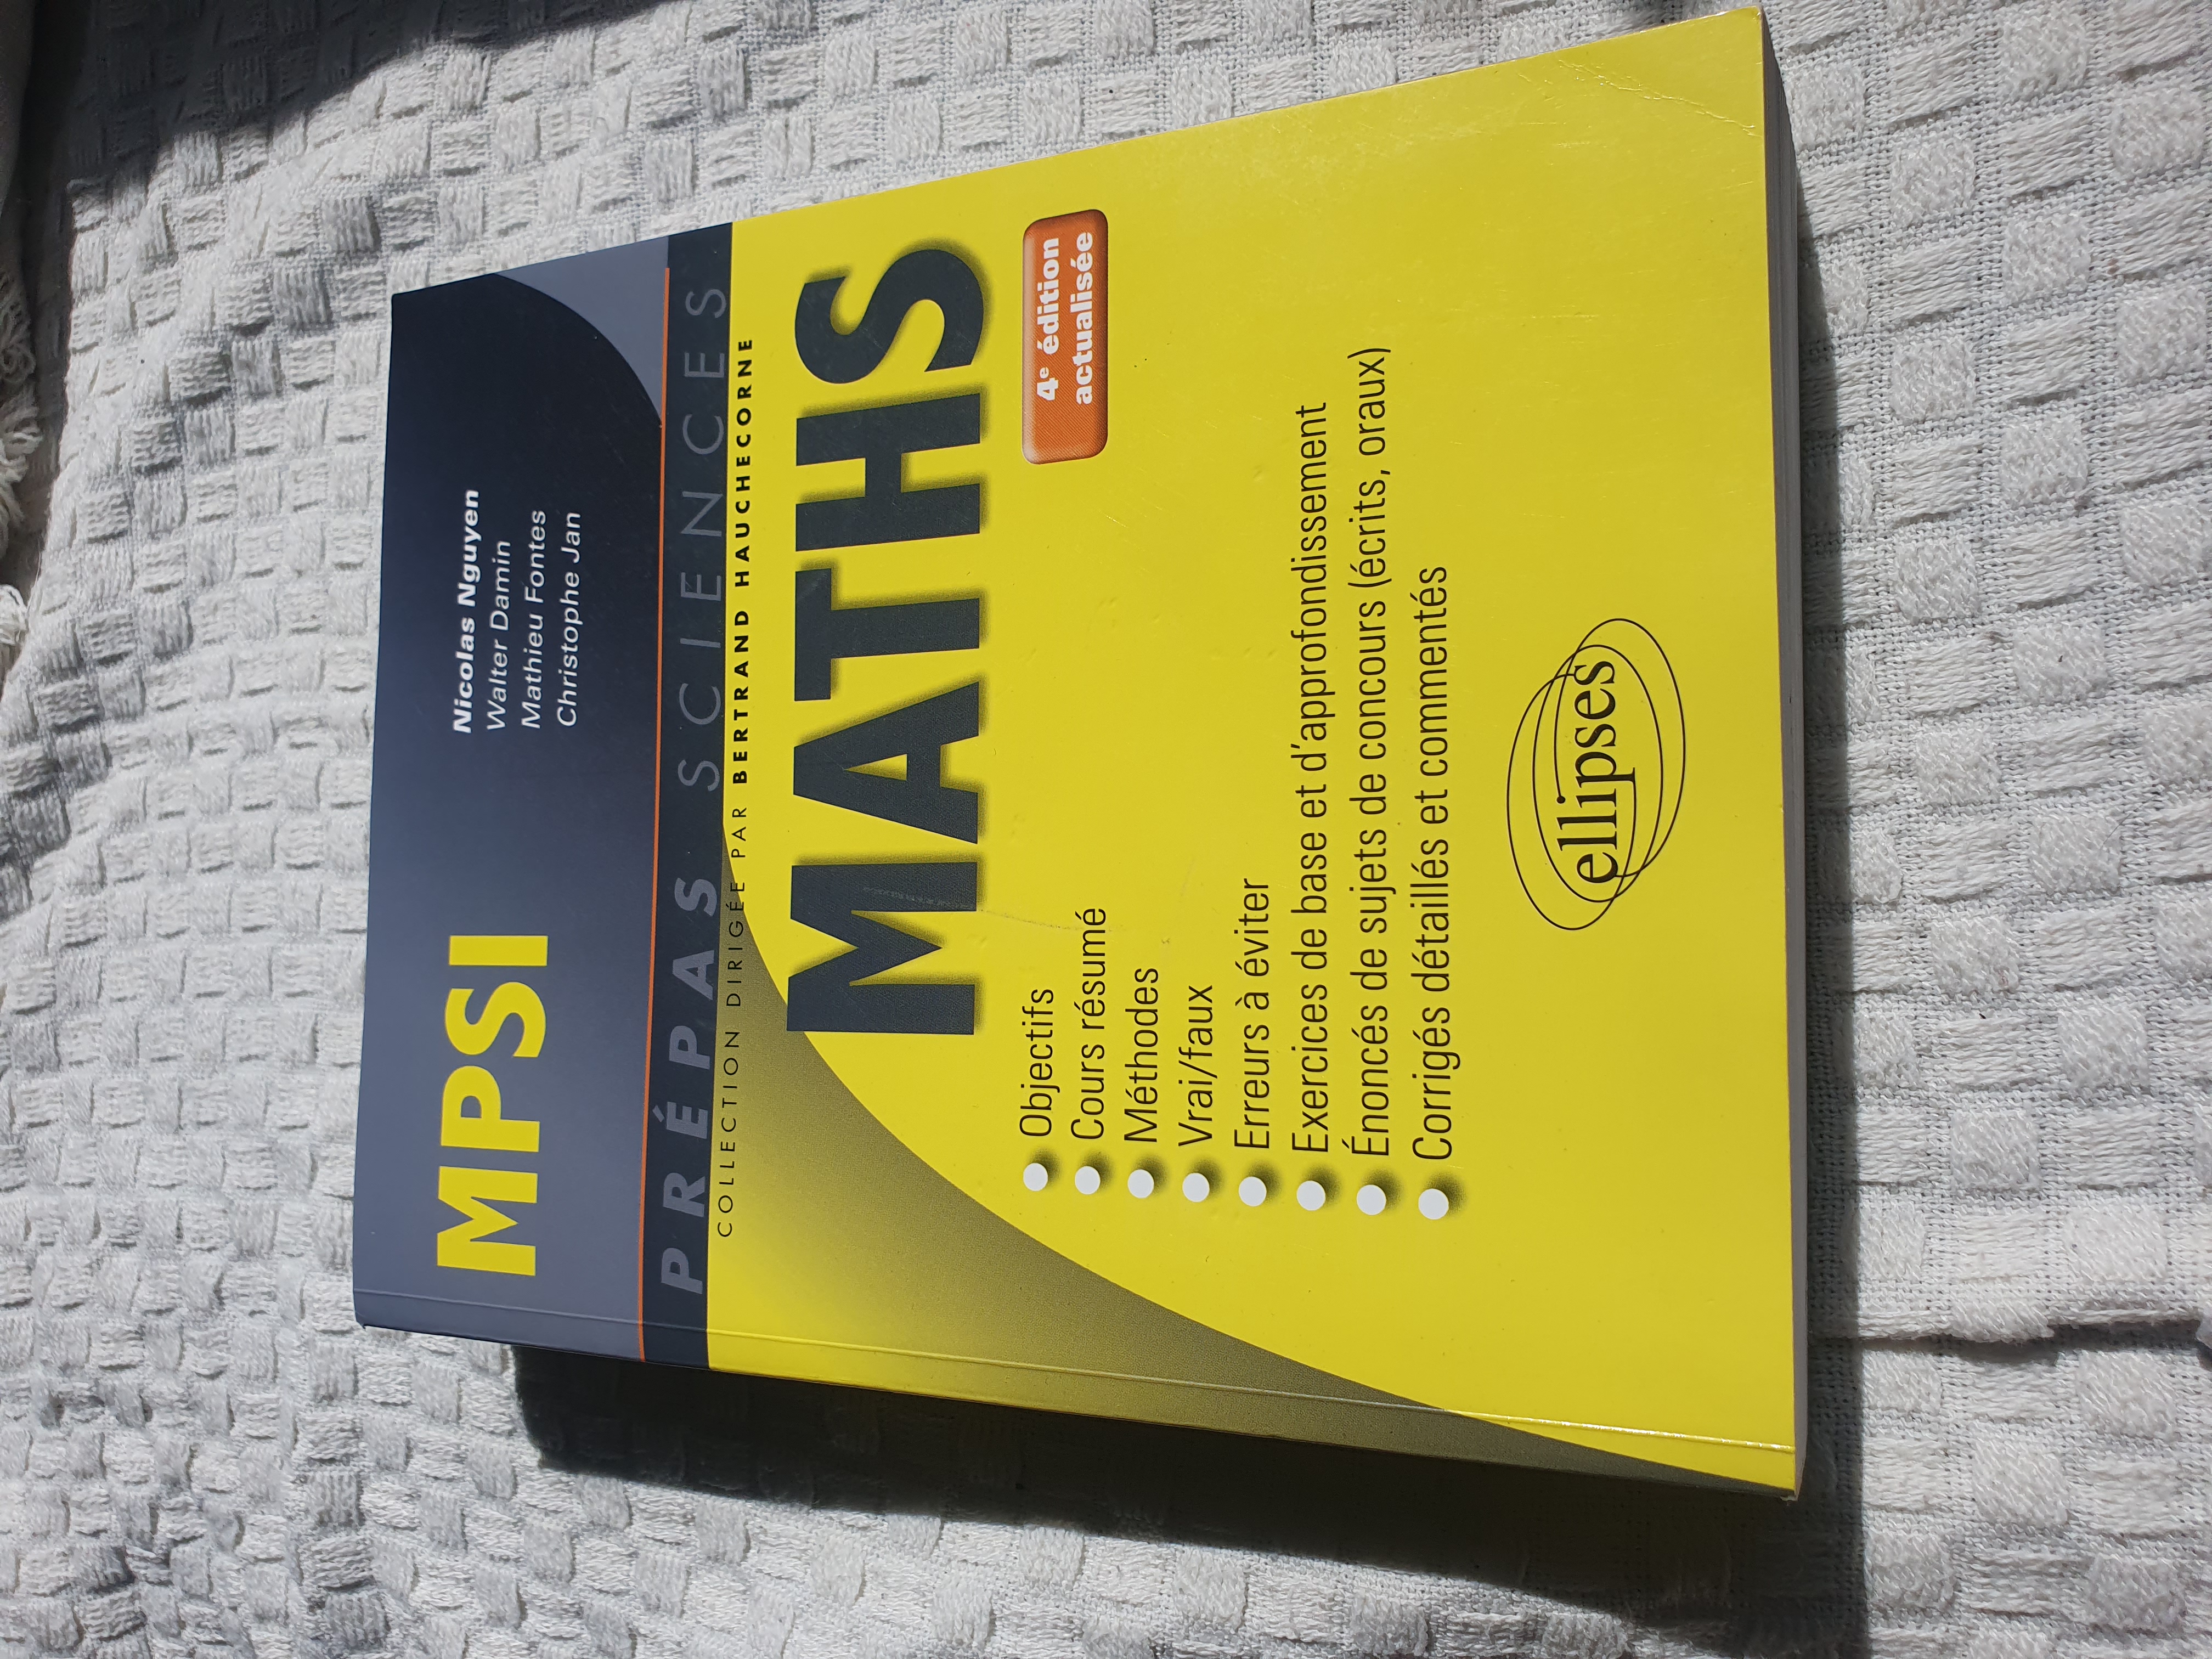 MPSI
Nicolas Nguyen
Walter Damin
Mathieu Fontes
Christophe Jan
PRÉPAS SCIENCES
COLLECTION DIRIGÉE PAR BERTRAND HAUCHECORNE
MATHS
4e édition
actualisée
Objectifs
Cours résumé
Méthodes
Vrai/faux
Erreurs à éviter
Exercices de base et d'approfondissement
Énoncés de sujets de concours (écrits, oraux)
Corrigés détaillés et commentés
ellipses